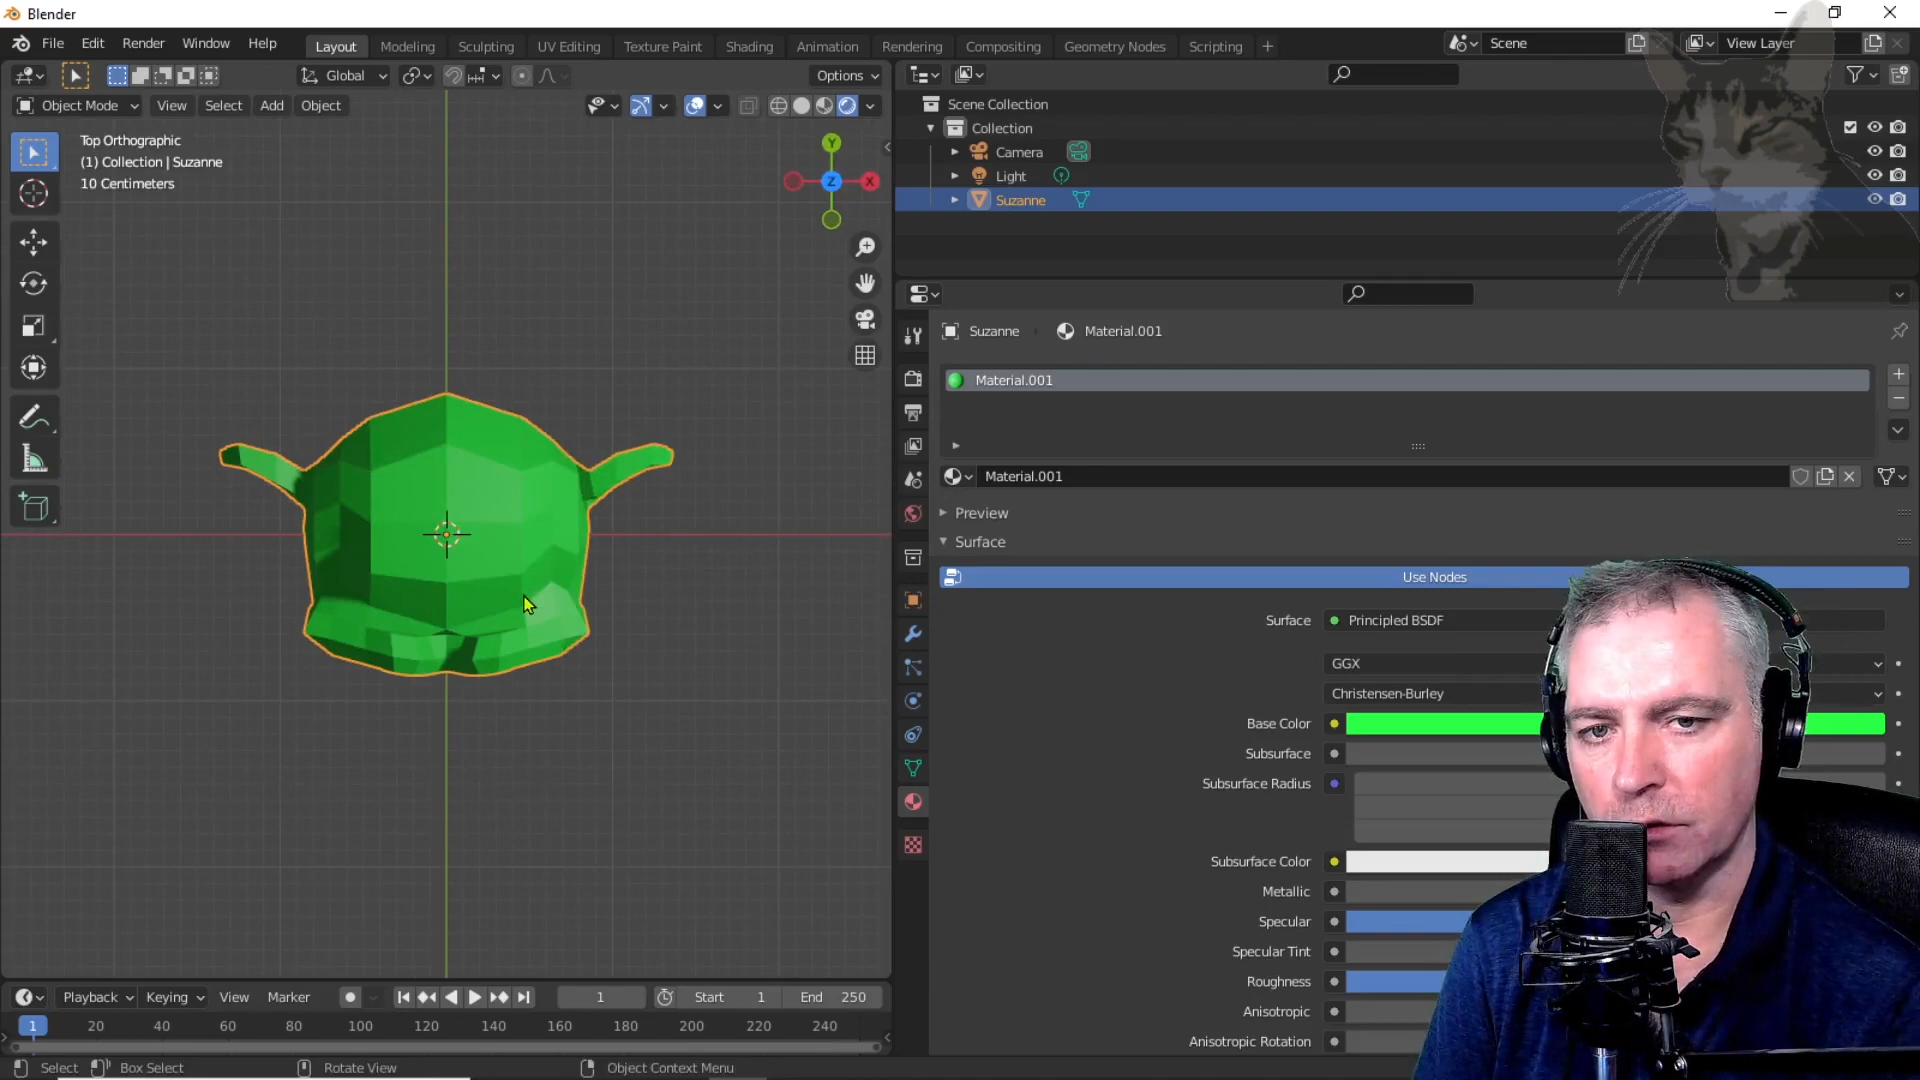 Blender
File Edit Render Window Help Layout Modeling Sculpting UV Editing Texture Paint Shading Animation Rendering Compositing Geometry Nodes Scripting + Scene View Layer
Global Options
Object Mode View Select Add Object
Top Orthographic
(1) Collection | Suzanne
10 Centimeters
Y
Z
X
Scene Collection
Collection
Camera
Light
Suzanne
Suzanne Material.001
Material.001
Material.001
Preview
Surface
Use Nodes
Surface Principled BSDF
GGX
Christensen-Burley
Base Color
Subsurface
Subsurface Radius
Subsurface Color
Metallic
Specular
Specular Tint
Roughness
Anisotropic
Anisotropic Rotation
Playback Keying View Marker 1 Start 1 End 250
1 20 40 60 80 100 120 140 160 180 200 220 240
Select Box Select Rotate View Object Context Menu